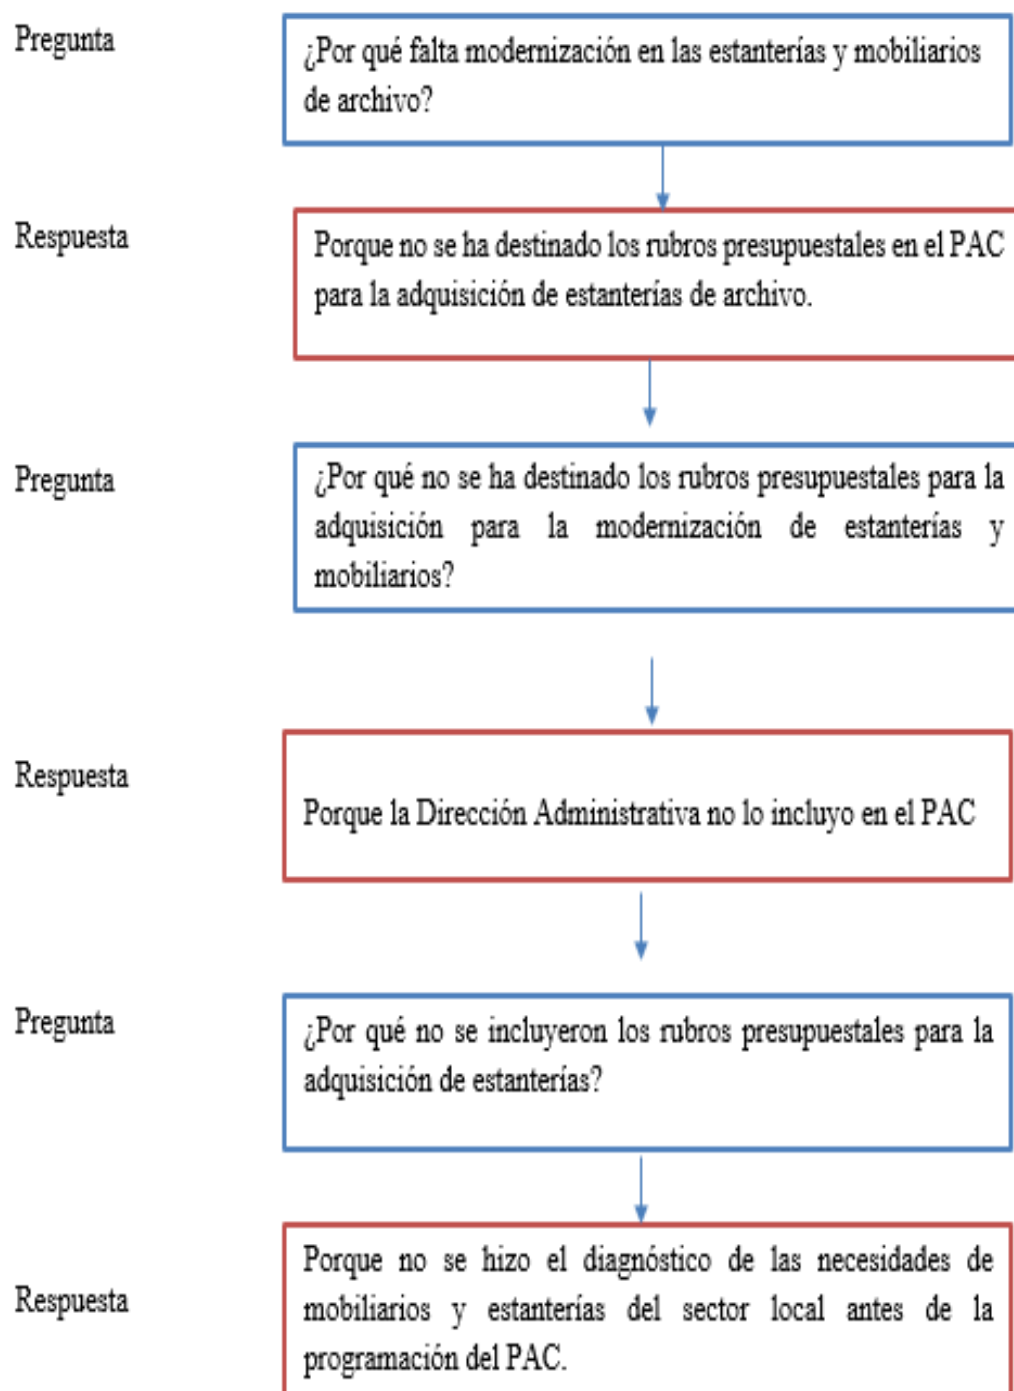 Pregunta
¿Por qué falta modernización en las estanterías y mobiliarios
de archivo?
Respuesta
Porque no se ha destinado los rubros presupuestales en el PAC
para la adquisición de estanterías de archivo.
Pregunta
¿Por qué no se ha destinado los rubros presupuestales para la
adquisición para la modernización de estanterías y
mobiliarios?
Respuesta
Porque la Dirección Administrativa no lo incluyo en el PAC
Pregunta
¿Por qué no se incluyeron los rubros presupuestales para la
adquisición de estanterías?
Respuesta
Porque no se hizo el diagnóstico de las necesidades de
mobiliarios y estanterías del sector local antes de la
programación del PAC.